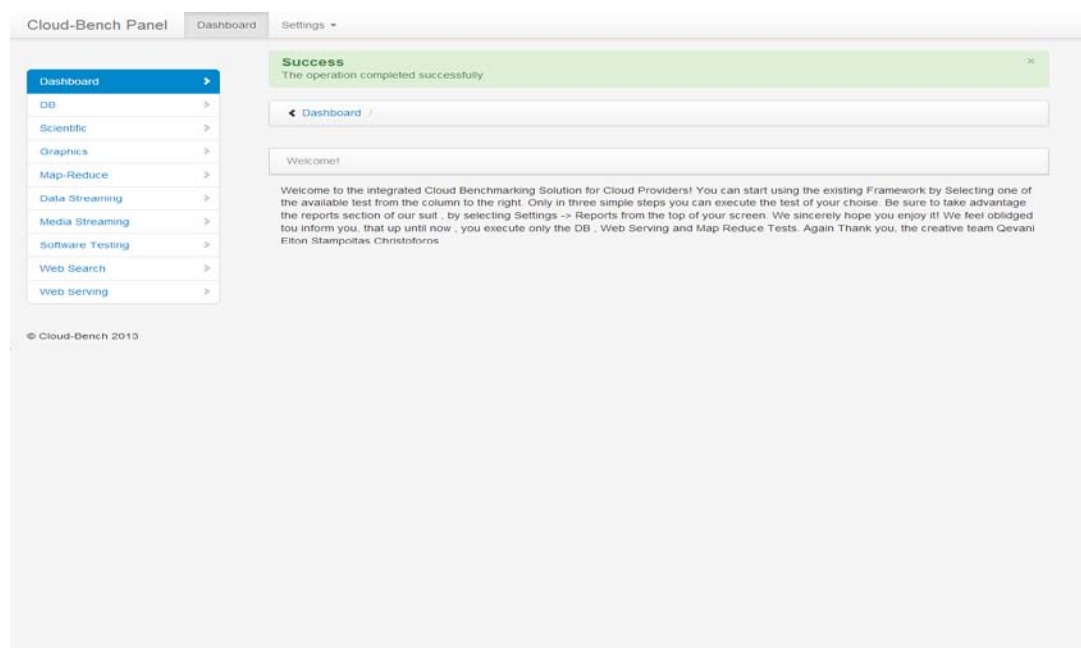 Cloud-Bench Panel Dashboard Settings
Success
The operation completed successfully
Dashboard
DB
Scientific
Graphics
Map-Reduce
Data Streaming
Media Streaming
Software Testing
Web Search
Web Serving
© Cloud-Bench 2013
Dashboard /
Welcome!
Welcome to the integrated Cloud Benchmarking Solution for Cloud Providers! You can start using the existing Framework by Selecting one of
the available test from the column to the right. Only in three simple steps you can execute the test of your choise. Be sure to take advantage
the reports section of our suit , by selecting Settings -> Reports from the top of your screen. We sincerely hope you enjoy it! We feel oblidged
tou inform you, that up until now , you execute only the DB , Web Serving and Map Reduce Tests. Again Thank you, the creative team Qevani
Elton Stampoltas Christoforos